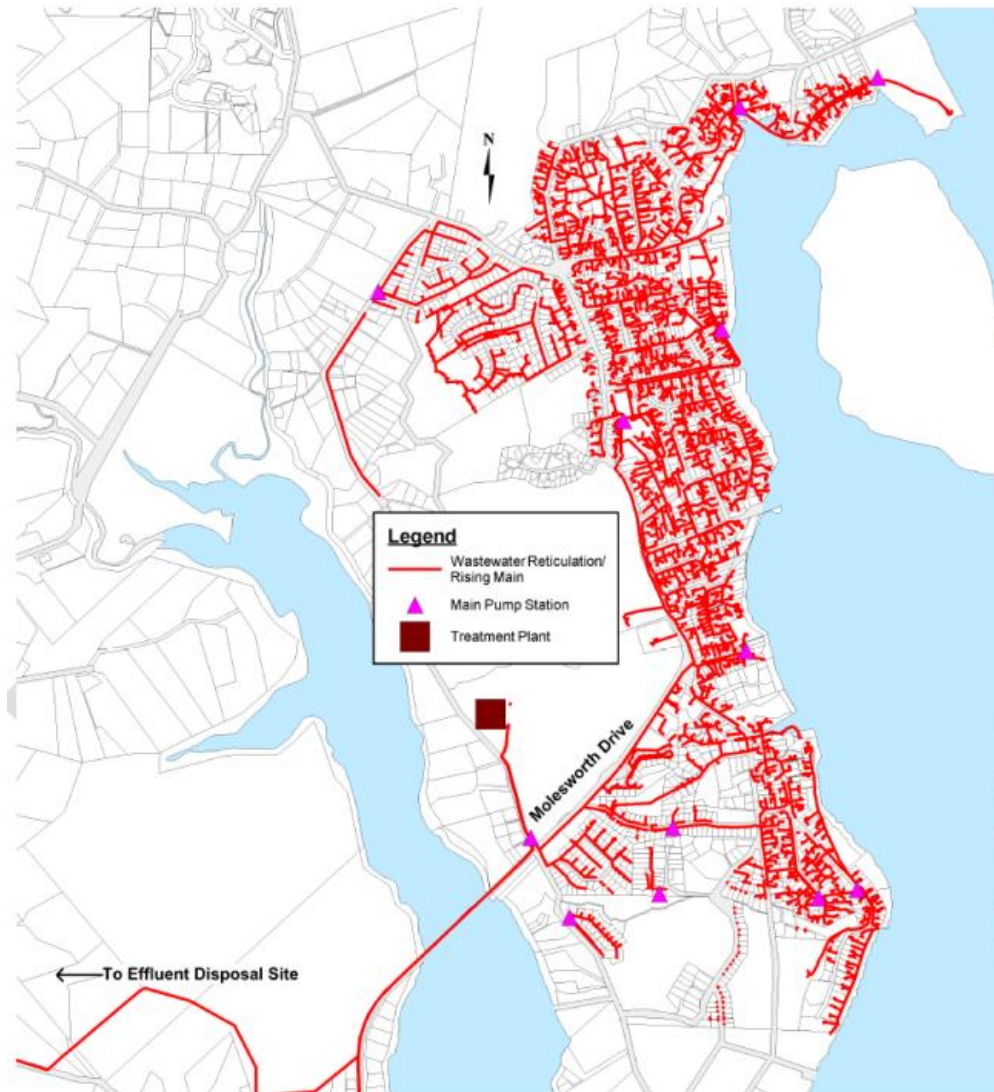 N
Legend
Wastewater Reticulation/
Rising Main
Main Pump Station
Treatment Plant
Molesworth Drive
To Effluent Disposal Site